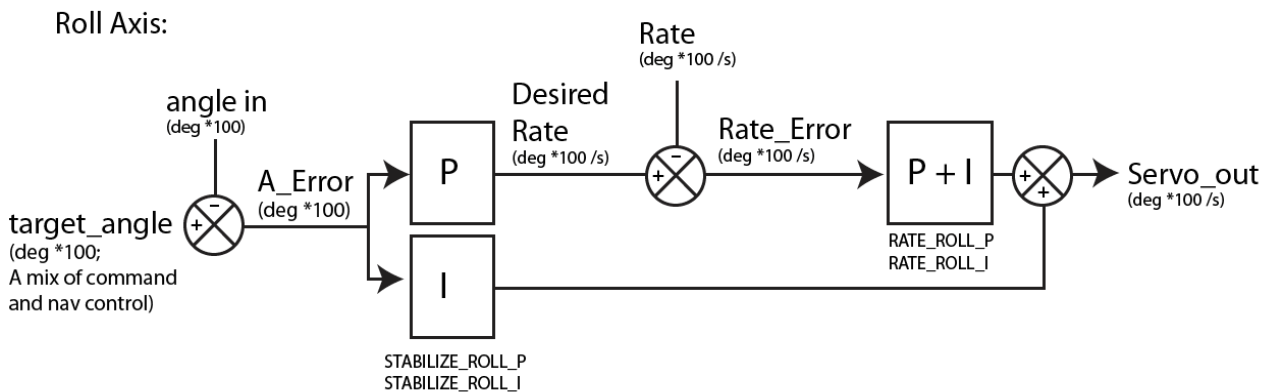 Roll Axis:
Rate
(deg *100 /s)
angle in
(deg *100)
Desired
Rate
(deg *100 /s)
Rate_Error
(deg *100 /s)
A_Error
(deg *100)
target_angle
(deg *100;
A mix of command
and nav control)
-
+
P
I
-
+
P + I
+
+
Servo_out
(deg *100 /s)
RATE_ROLL_P
RATE_ROLL_I
STABILIZE_ROLL_P
STABILIZE_ROLL_I